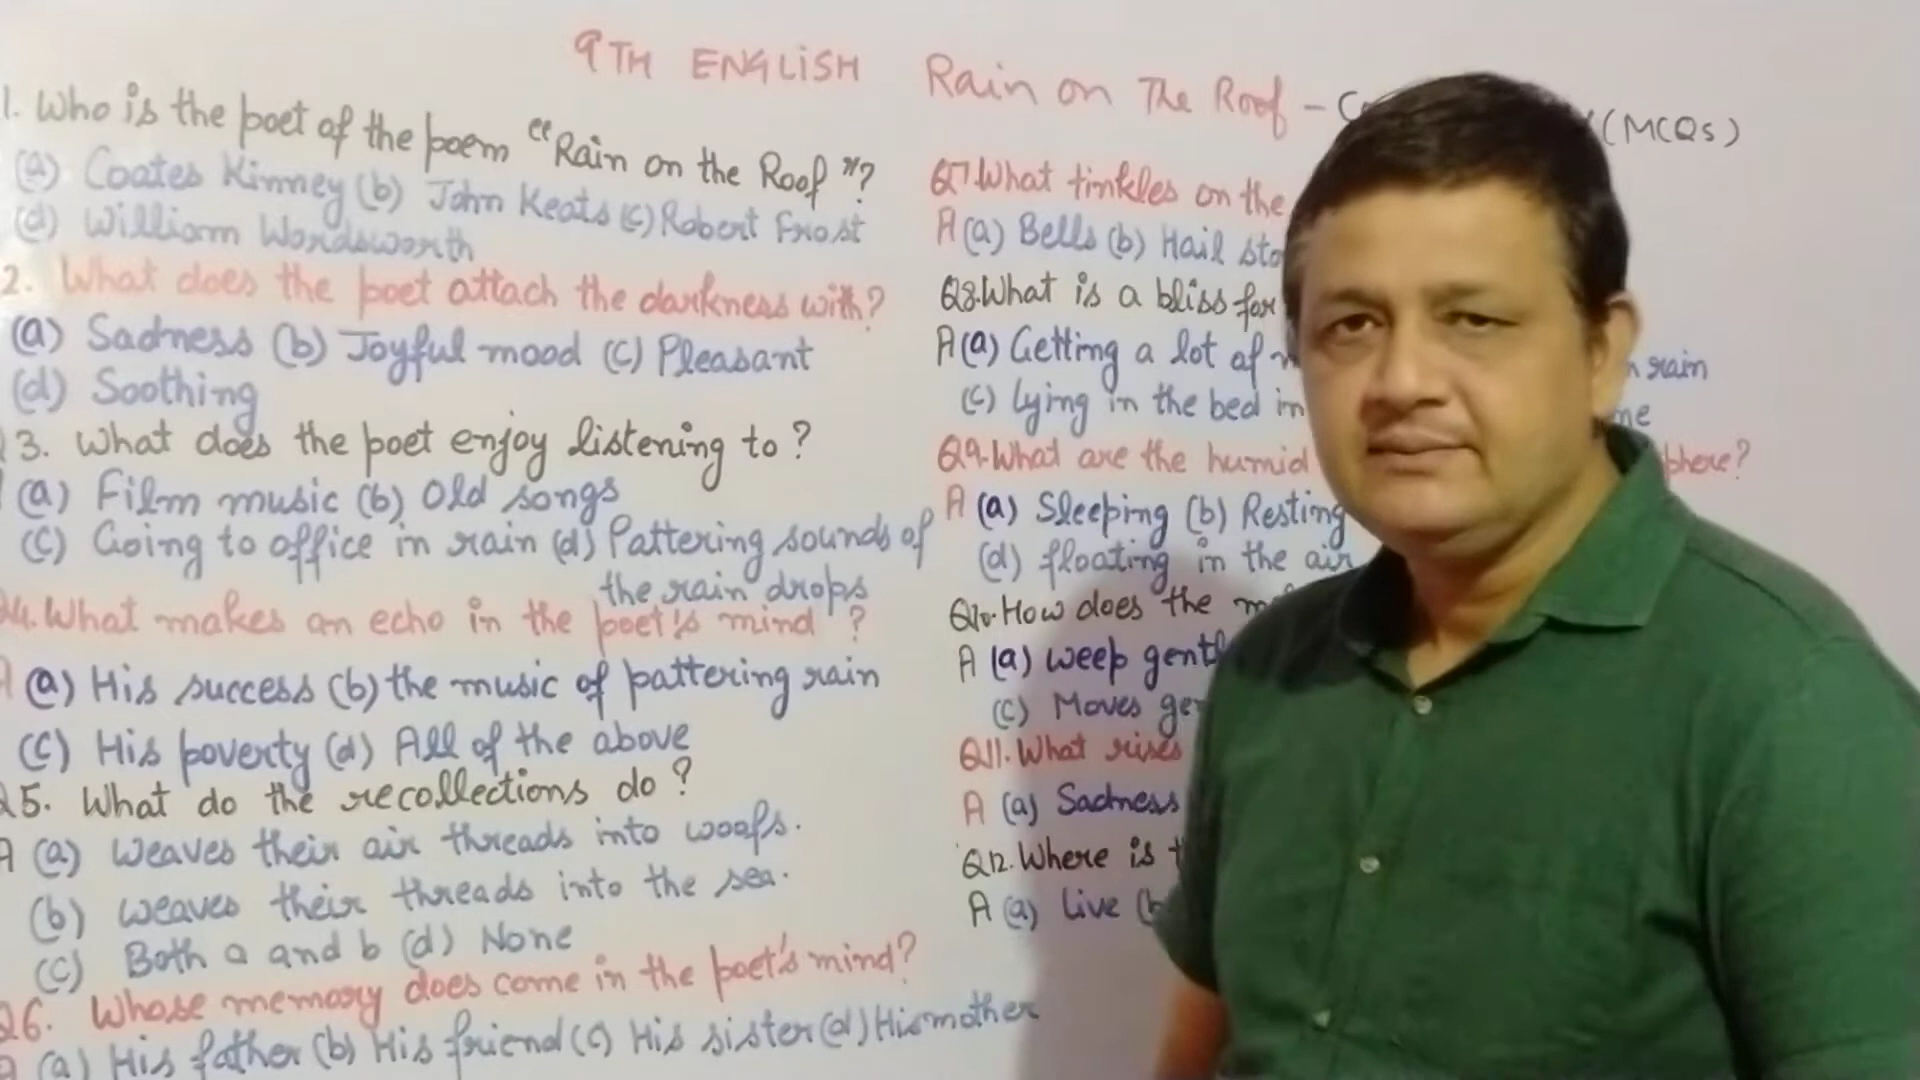 9TH ENGLISH Rain on The Roof - (MCQs)
1. Who is the poet of the poem "Rain on the Roof"?
(a) Coates Kinney (b) John Keats (c) Robert Frost
(d) William Wordsworth
2. What does the poet attach the darkness with?
(a) Sadness (b) Joyful mood (c) Pleasant
(d) Soothing
3. What does the poet enjoy listening to?
(a) Film music (b) Old songs
(c) Going to office in rain (d) Pattering sounds of
the rain drops
Q4. What makes an echo in the poet's mind?
A (a) His success (b) the music of pattering rain
(c) His poverty (d) All of the above
Q5. What do the recollections do?
A (a) weaves their air threads into woofs.
(b) weaves their threads into the sea.
(c) Both a and b (d) None
Q6. Whose memory does come in the poet's mind?
A (a) His father (b) His friend (c) His sister (d) His mother
Q7. What tinkles on the
A (a) Bells (b) Hail
Q8. What is a bliss for
A (a) Getting a lot of rain
(c) lying in the bed in
Q9. What are the humid
A (a) Sleeping (b) Resting
(d) floating in the air
Q10. How does the
A (a) weep
(c) Moves
Q11. What rises
A (a) Sadness
Q12. Where is
A (a) Live